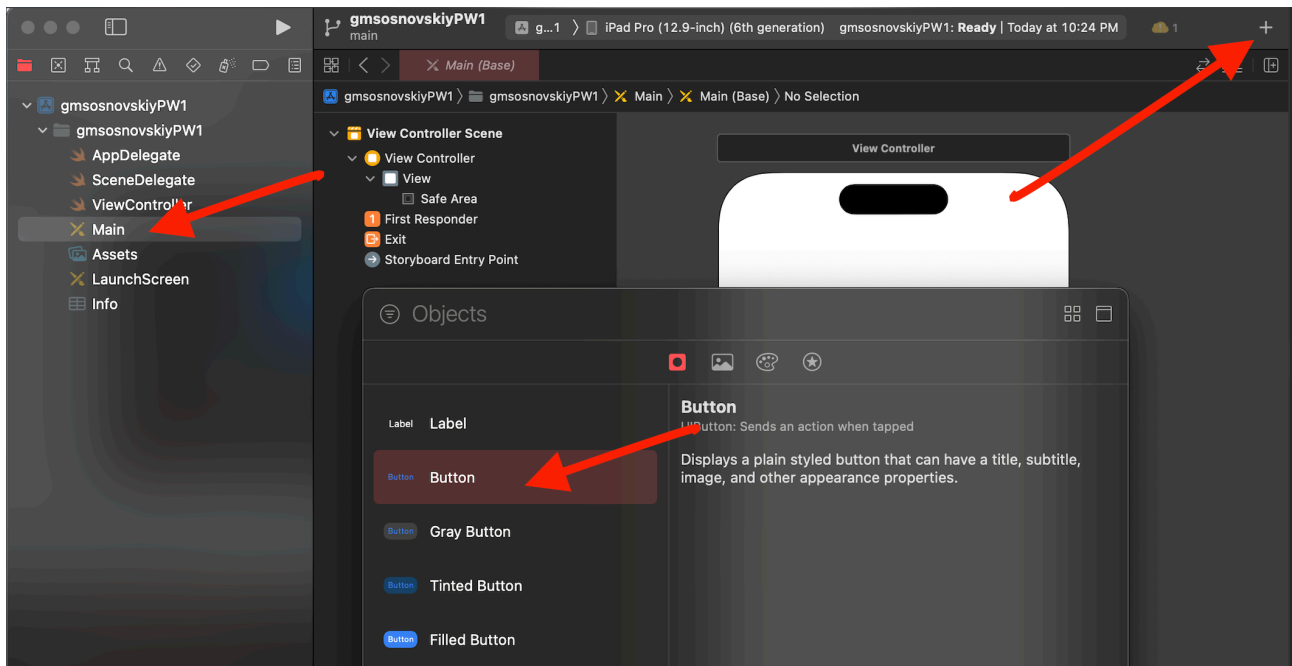 gmsosnovskiyPW1
main
g...1 〉 iPad Pro (12.9-inch) (6th generation) gmsosnovskiyPW1: Ready | Today at 10:24 PM 1
Main (Base)
gmsosnovskiyPW1 〉 gmsosnovskiyPW1 〉 Main 〉 Main (Base) 〉 No Selection
gmsosnovskiyPW1
gmsosnovskiyPW1
AppDelegate
SceneDelegate
ViewController
Main
Assets
LaunchScreen
Info
View Controller Scene
View Controller
View
Safe Area
1 First Responder
Exit
Storyboard Entry Point
View Controller
Objects
Label Label
Button Button
Button Gray Button
Button Tinted Button
Button Filled Button
Button
UIButton: Sends an action when tapped
Displays a plain styled button that can have a title, subtitle,
image, and other appearance properties.